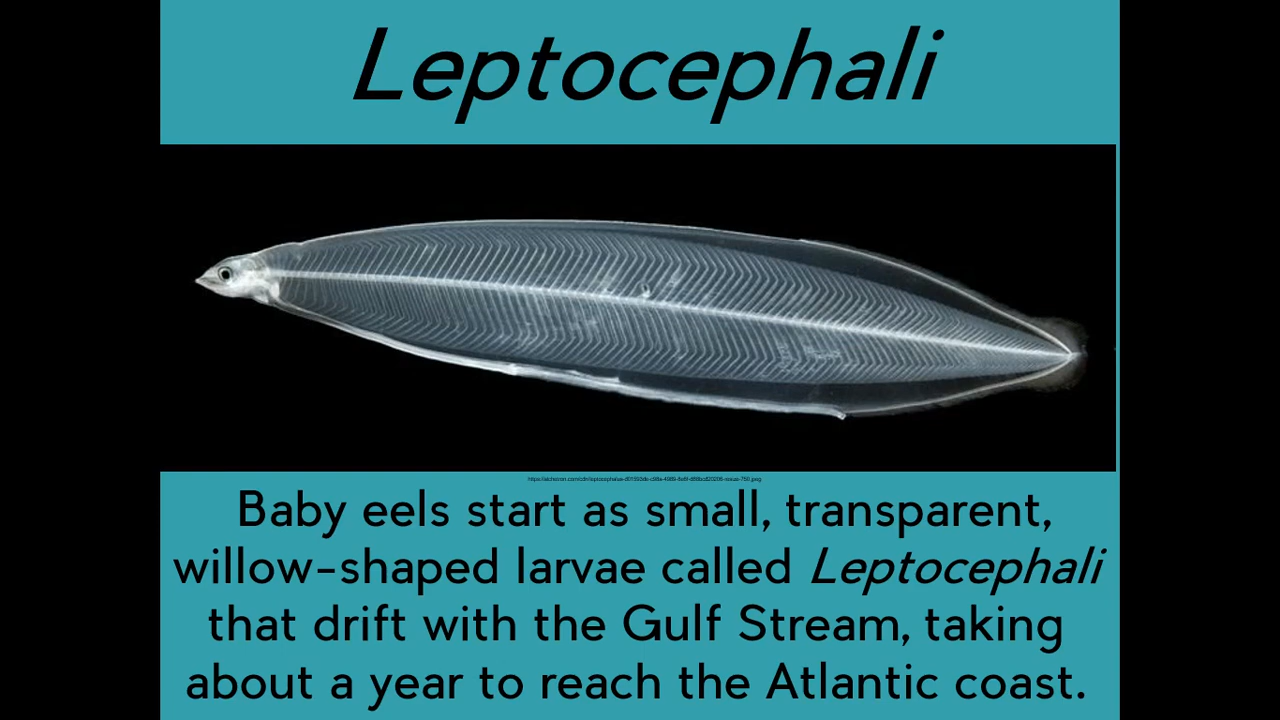 Leptocephali
Baby eels start as small, transparent,
willow-shaped larvae called Leptocephali
that drift with the Gulf Stream, taking
about a year to reach the Atlantic coast.